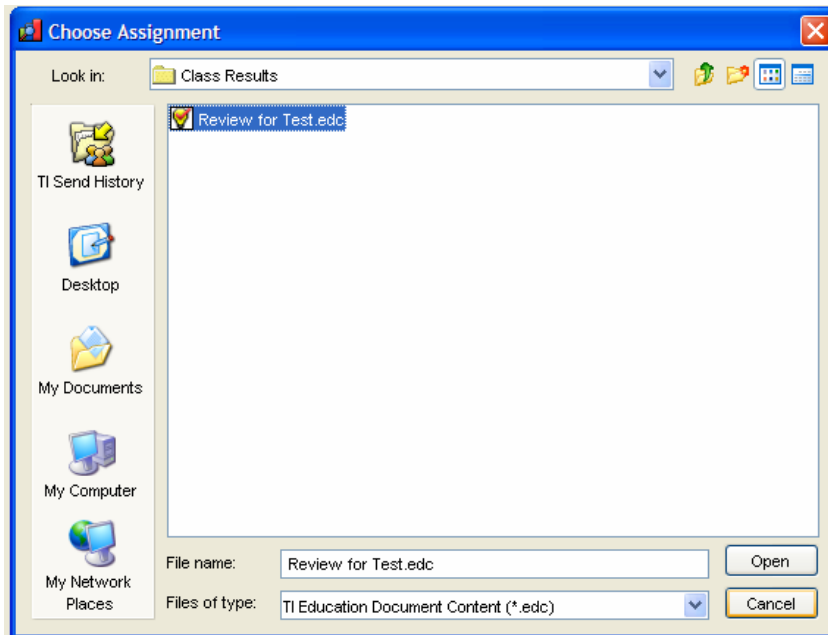 Choose Assignment
Look in:
Class Results
TI Send History
Desktop
My Documents
My Computer
My Network
Places
Review for Test.edc
File name:
Review for Test.edc
Open
Files of type:
TI Education Document Content (*.edc)
Cancel